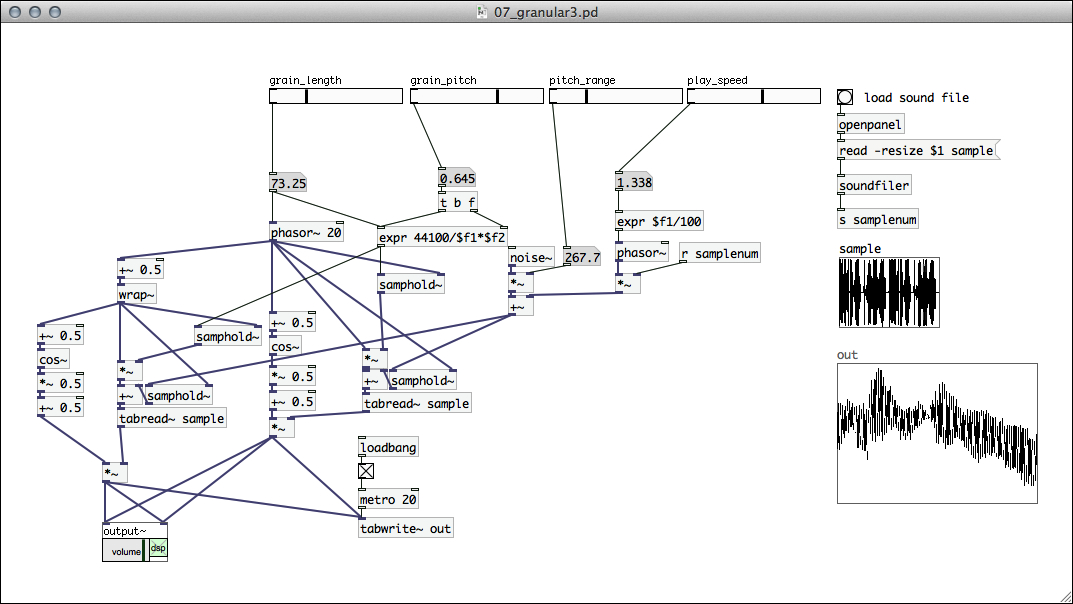 07_granular3.pd
grain_length
grain_pitch
pitch_range
play_speed
load sound file
openpanel
read -resize $1 sample
soundfiler
s samplenum
sample
out
73.25
0.645
1.338
t b f
expr $f1/100
phasor~ 20
expr 44100/$f1*$f2
noise~
267.7
phasor~
r samplenum
+~ 0.5
wrap~
samphold~
*~
*~
+~
+~ 0.5
cos~
*~ 0.5
+~ 0.5
samphold~
*~
+~
samphold~
tabread~ sample
+~ 0.5
cos~
*~ 0.5
+~ 0.5
*~
*~
+~
samphold~
tabread~ sample
loadbang
metro 20
tabwrite~ out
*~
output~
volume
dsp